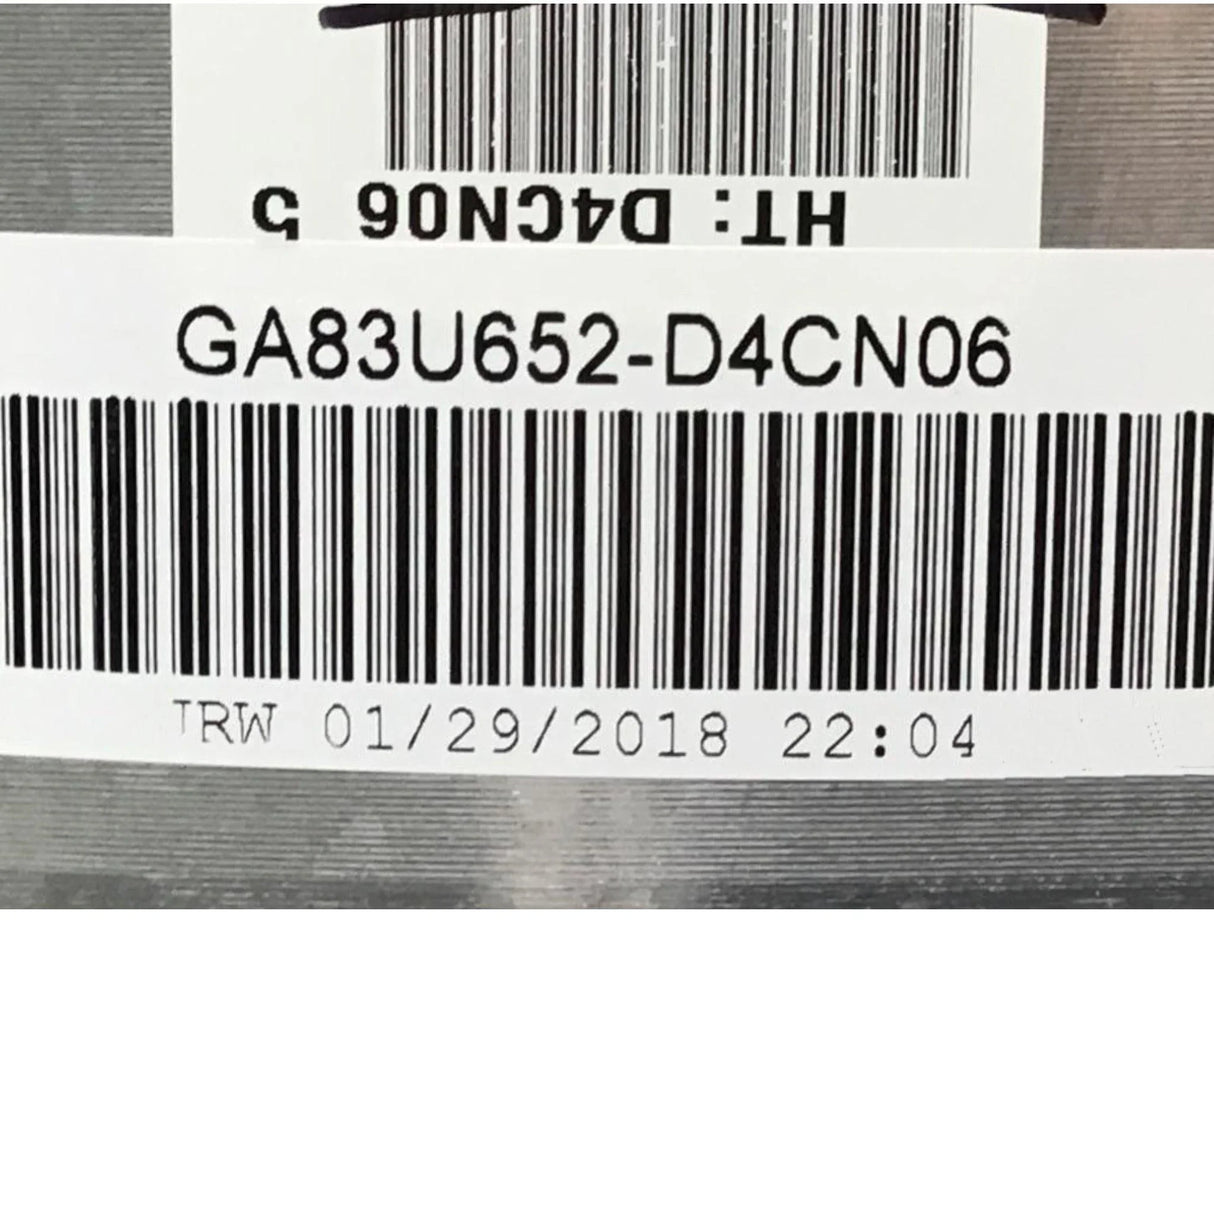 HT: D4CN06 5
GA83U652-D4CN06
TRW 01/29/2018 22:04